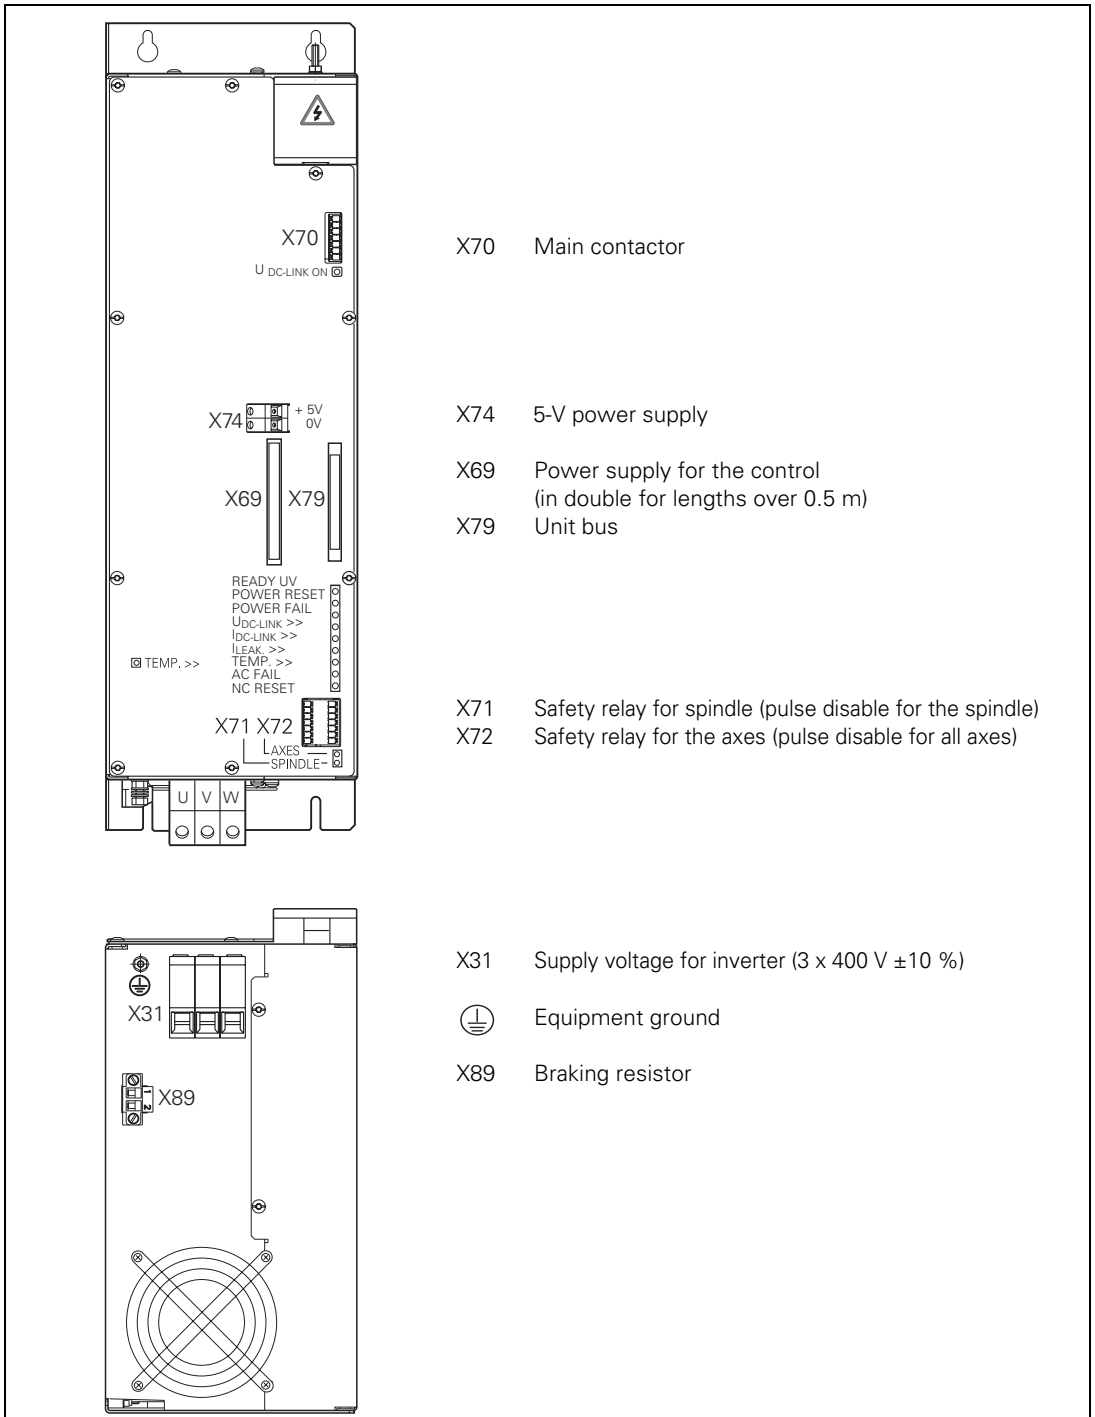 X70
U DC-LINK ON
X70 Main contactor
X74
+ 5V
0V
X74 5-V power supply
X69 X79
X69 Power supply for the control
(in double for lengths over 0.5 m)
X79 Unit bus
READY UV
POWER RESET
POWER FAIL
UDC-LINK >>
IDC-LINK >>
ILEAK. >>
TEMP. >>
TEMP. >>
AC FAIL
NC RESET
X71 X72
AXES
SPINDLE
X71 Safety relay for spindle (pulse disable for the spindle)
X72 Safety relay for the axes (pulse disable for all axes)
U V W
X31
X31 Supply voltage for inverter (3 x 400 V ±10 %)
Equipment ground
1
2
X89
X89 Braking resistor